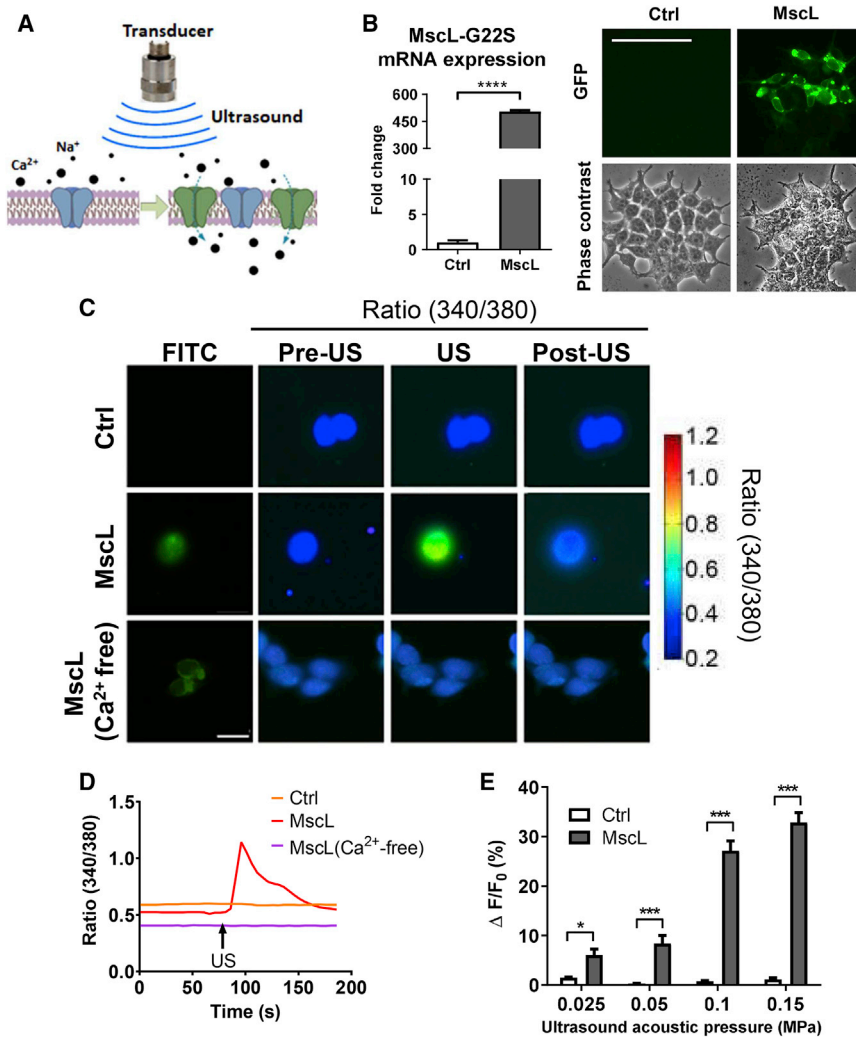 A
Transducer
Ultrasound
Na⁺
Ca²⁺
B
MscL-G22S
mRNA expression
****
Fold change
600
450
300
10
5
0
Ctrl
MscL
Ctrl
MscL
GFP
Phase contrast
C
Ratio (340/380)
FITC
Pre-US
US
Post-US
Ctrl
MscL
MscL
(Ca²⁺ free)
1.2
1.0
0.8
0.6
0.4
0.2
Ratio (340/380)
D
Ctrl
MscL
MscL(Ca²⁺-free)
Ratio (340/380)
1.5
1.0
0.5
0.0
US
0
50
100
150
200
Time (s)
E
Ctrl
MscL
Δ F/F₀ (%)
40
30
20
10
0
*
***
***
***
0.025
0.05
0.1
0.15
Ultrasound acoustic pressure (MPa)